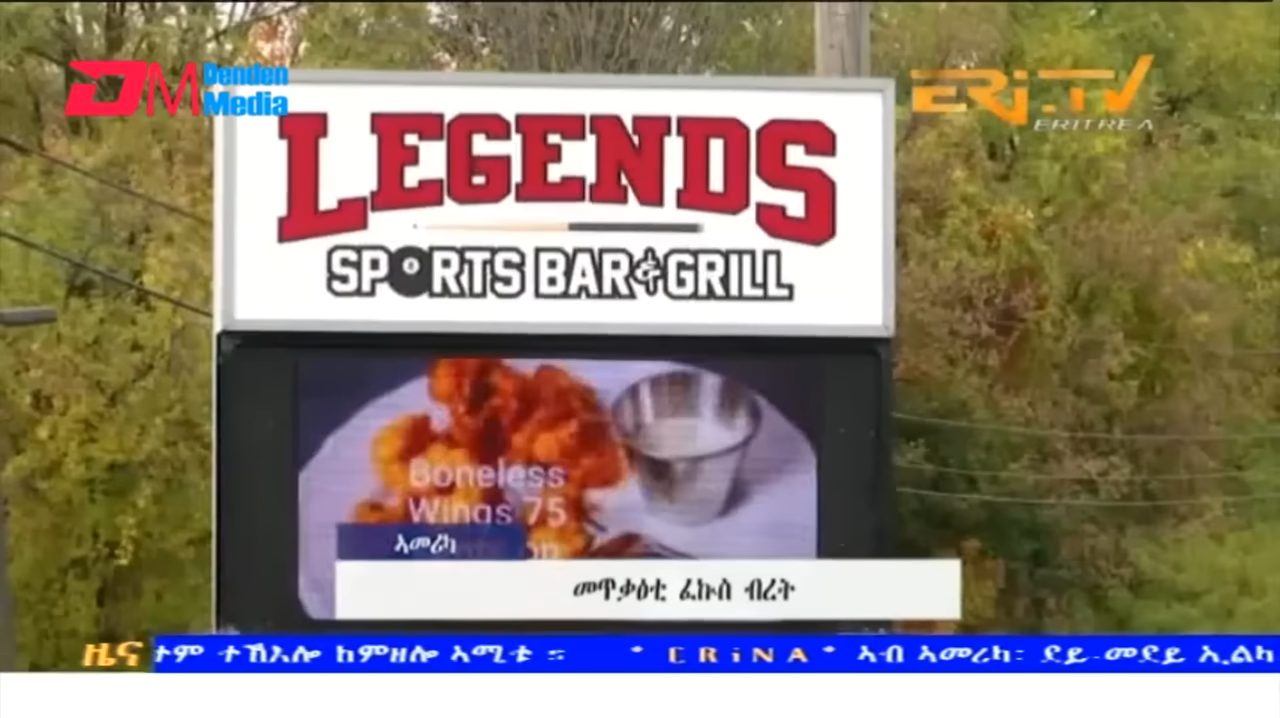 DM Denden
Media
ERi.TV
ERITREA
LEGENDS
SPORTS BAR & GRILL
Boneless
Wings 75
ኣመሪካ
መጥቃዕቲ ፈኩስ ብረት
ዜና
ተም ተኸኢሎ ከምዘሎ ኣሚቱ ። * ERiNA * ኣብ ኣመሪካ፡ ደይ-መደይ ኢልካ